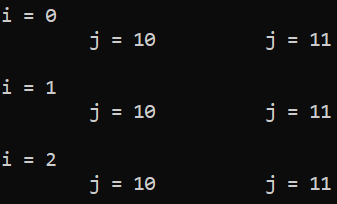 i = 0
j = 10 j = 11
i = 1
j = 10 j = 11
i = 2
j = 10 j = 11